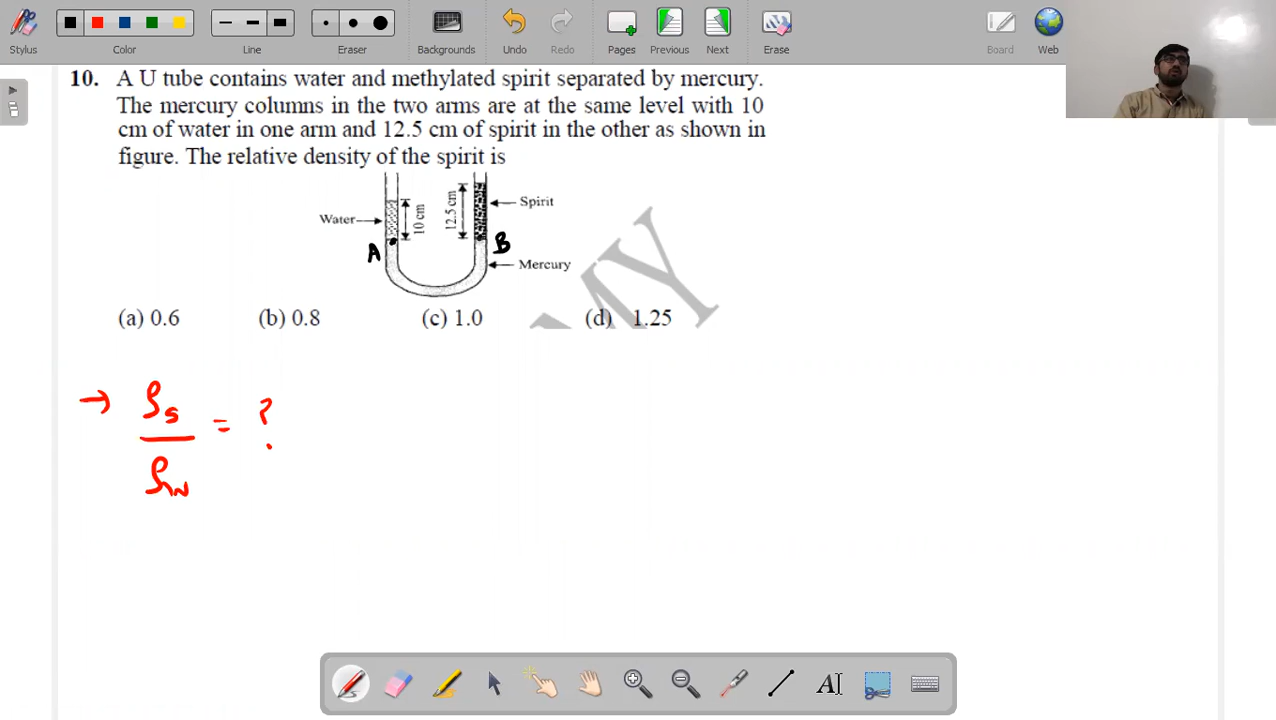 Stylus Color Line Eraser Backgrounds Undo Redo Pages Previous Next Erase Board Web
10. A U tube contains water and methylated spirit separated by mercury.
The mercury columns in the two arms are at the same level with 10
cm of water in one arm and 12.5 cm of spirit in the other as shown in
figure. The relative density of the spirit is
Water
10 cm
12.5 cm
Spirit
A
B
Mercury
MY
(a) 0.6 (b) 0.8 (c) 1.0 (d) 1.25
→ ρs/ρw = ?